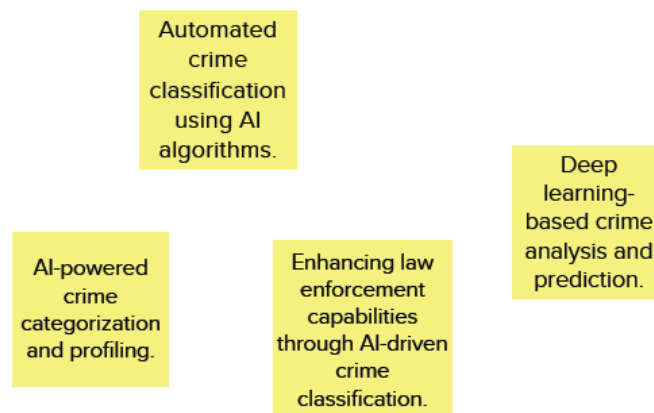 Automated
crime
classification
using AI
algorithms.
Deep
learning-
based crime
analysis and
prediction.
AI-powered
crime
categorization
and profiling.
Enhancing law
enforcement
capabilities
through AI-driven
crime
classification.